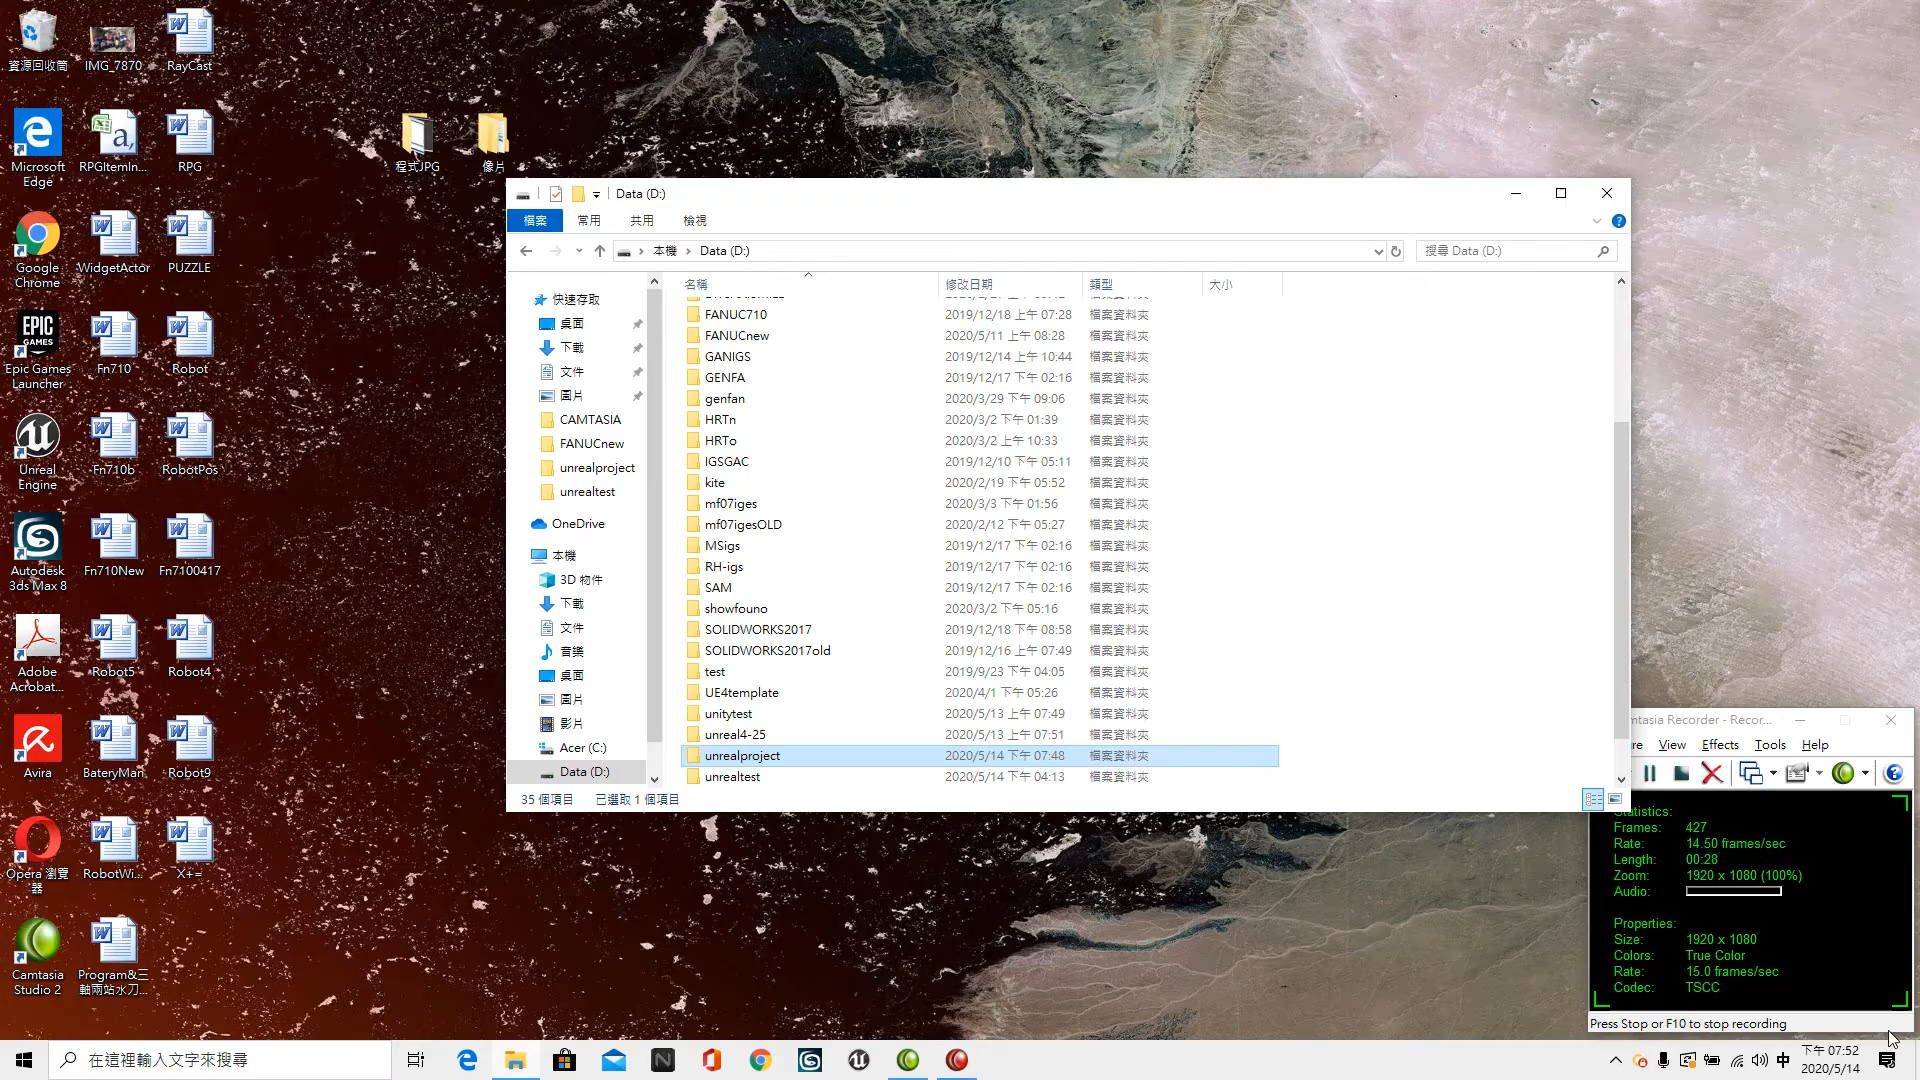 資源回收筒
IMG_7870
RayCast
Microsoft Edge
RPGItemIn...
RPG
程式JPG
像片
Google Chrome
WidgetActor
PUZZLE
Epic Games Launcher
Fn710
Robot
Unreal Engine
Fn710b
RobotPos
Autodesk 3ds Max 8
Fn710New
Fn7100417
Adobe Acrobat...
Robot5
Robot4
Avira
BateryMan
Robot9
Opera 瀏覽器
RobotWi...
X+=
Camtasia Studio 2
Program&三軸兩站水刀...
Data (D:)
檔案 常用 共用 檢視
本機 Data (D:)
搜尋 Data (D:)
快速存取
桌面
下載
文件
圖片
CAMTASIA
FANUCnew
unrealproject
unrealtest
OneDrive
本機
3D 物件
下載
文件
音樂
桌面
圖片
影片
Acer (C:)
Data (D:)
名稱 修改日期 類型 大小
FANUC710 2019/12/18 上午 07:28 檔案資料夾
FANUCnew 2020/5/11 上午 08:28 檔案資料夾
GANIGS 2019/12/14 上午 10:44 檔案資料夾
GENFA 2019/12/17 下午 02:16 檔案資料夾
genfan 2020/3/29 下午 09:06 檔案資料夾
HRTn 2020/3/2 下午 01:39 檔案資料夾
HRTo 2020/3/2 上午 10:33 檔案資料夾
IGSGAC 2019/12/10 下午 05:11 檔案資料夾
kite 2020/2/19 下午 05:52 檔案資料夾
mf07iges 2020/3/3 下午 01:56 檔案資料夾
mf07igesOLD 2020/2/12 下午 05:27 檔案資料夾
MSigs 2019/12/17 下午 02:16 檔案資料夾
RH-igs 2019/12/17 下午 02:16 檔案資料夾
SAM 2019/12/17 下午 02:16 檔案資料夾
showfouno 2020/3/2 下午 05:16 檔案資料夾
SOLIDWORKS2017 2019/12/18 下午 08:58 檔案資料夾
SOLIDWORKS2017old 2019/12/16 上午 07:49 檔案資料夾
test 2019/9/23 下午 04:05 檔案資料夾
UE4template 2020/4/1 下午 05:26 檔案資料夾
unitytest 2020/5/13 上午 07:49 檔案資料夾
unreal4-25 2020/5/13 上午 07:51 檔案資料夾
unrealproject 2020/5/14 下午 07:48 檔案資料夾
unrealtest 2020/5/14 下午 04:13 檔案資料夾
35 個項目 已選取 1 個項目
mtasia Recorder - Recor...
re View Effects Tools Help
Statistics:
Frames: 427
Rate: 14.50 frames/sec
Length: 00:28
Zoom: 1920 x 1080 (100%)
Audio:
Properties:
Size: 1920 x 1080
Colors: True Color
Rate: 15.0 frames/sec
Codec: TSCC
Press Stop or F10 to stop recording
在這裡輸入文字來搜尋
中
下午 07:52
2020/5/14